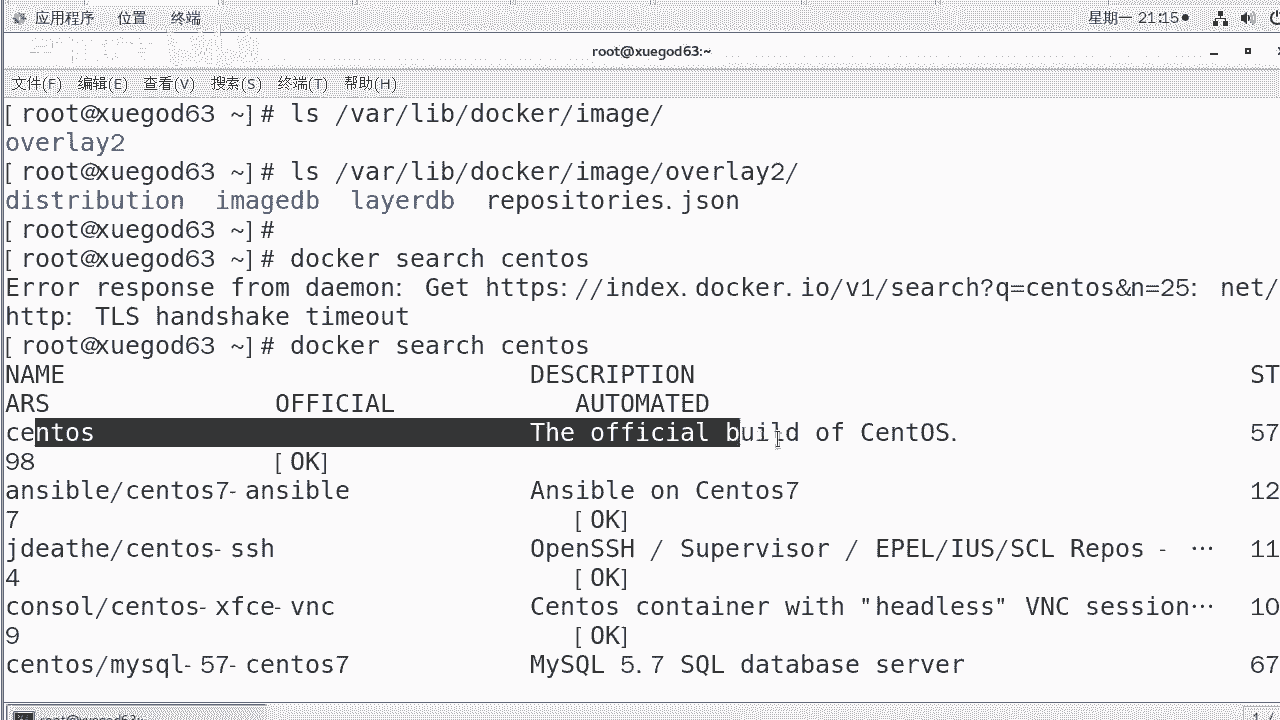 应用程序 位置 终端 星期一 21:15
root@xuegod63:~
文件(F) 编辑(E) 查看(V) 搜索(S) 终端(T) 帮助(H)
[root@xuegod63 ~]# ls /var/lib/docker/image/
overlay2
[root@xuegod63 ~]# ls /var/lib/docker/image/overlay2/
distribution imagedb layerdb repositories.json
[root@xuegod63 ~]#
[root@xuegod63 ~]# docker search centos
Error response from daemon: Get https://index.docker.io/v1/search?q=centos&n=25: net/
http: TLS handshake timeout
[root@xuegod63 ~]# docker search centos
NAME DESCRIPTION ST
ARS OFFICIAL AUTOMATED
centos The official build of CentOS. 57
98 [OK]
ansible/centos7-ansible Ansible on Centos7 12
7 [OK]
jdeathe/centos-ssh OpenSSH / Supervisor / EPEL/IUS/SCL Repos - … 11
4 [OK]
consol/centos-xfce-vnc Centos container with "headless" VNC session… 10
9 [OK]
centos/mysql-57-centos7 MySQL 5.7 SQL database server 67
root@xuegod63:~